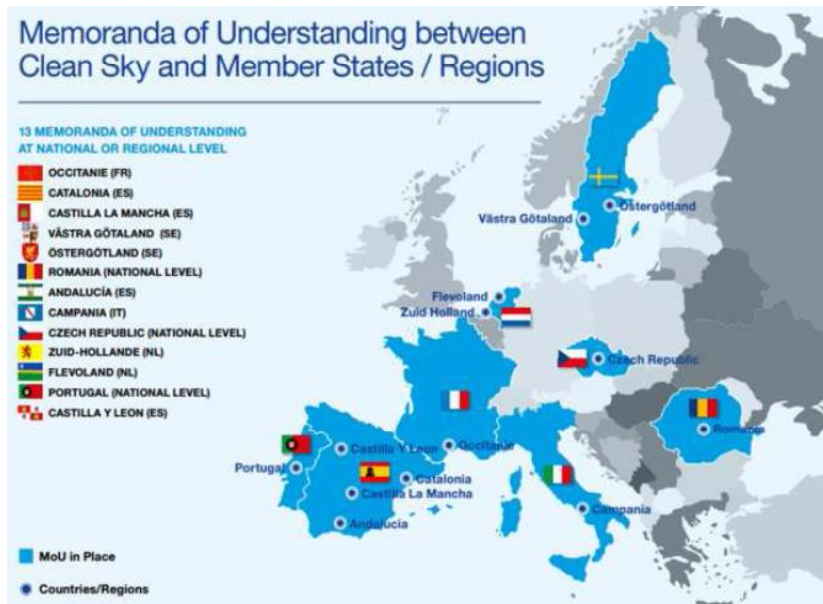 Memoranda of Understanding between
Clean Sky and Member States / Regions
13 MEMORANDA OF UNDERSTANDING
AT NATIONAL OR REGIONAL LEVEL
OCCITANIE (FR)
CATALONIA (ES)
CASTILLA LA MANCHA (ES)
VÄSTRA GÖTALAND (SE)
ÖSTERGÖTLAND (SE)
ROMANIA (NATIONAL LEVEL)
ANDALUCÍA (ES)
CAMPANIA (IT)
CZECH REPUBLIC (NATIONAL LEVEL)
ZUID-HOLLANDE (NL)
FLEVOLAND (NL)
PORTUGAL (NATIONAL LEVEL)
CASTILLA Y LEON (ES)
MoU in Place
Countries/Regions
Östergötland
Västra Götaland
Flevoland
Zuid Holland
Czech Republic
Romania
Castilla Y Leon
Occitanie
Portugal
Catalonia
Castilla La Mancha
Campania
Andalucia